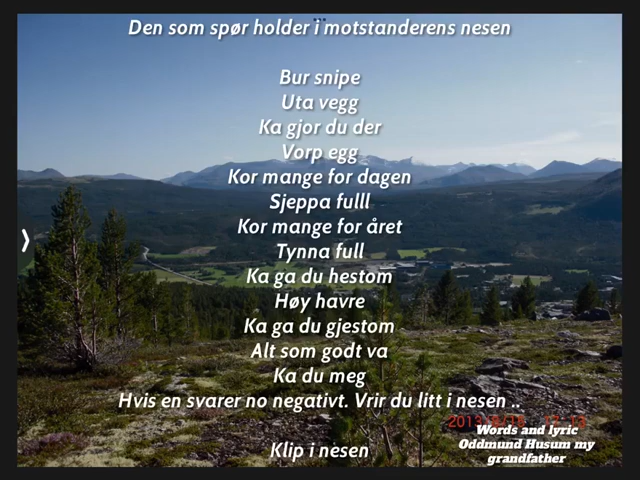 Den som spør holder i motstanderens nesen
Bur snipe
Uta vegg
Ka gjor du der
Vorp egg
Kor mange for dagen
Sjeppa fulll
Kor mange for året
Tynna full
Ka ga du hestom
Høy havre
Ka ga du gjestom
Alt som godt va
Ka du meg
Hvis en svarer no negativt. Vrir du litt i nesen ..
Words and lyric
Oddmund Husum my
grandfather
Klip i nesen